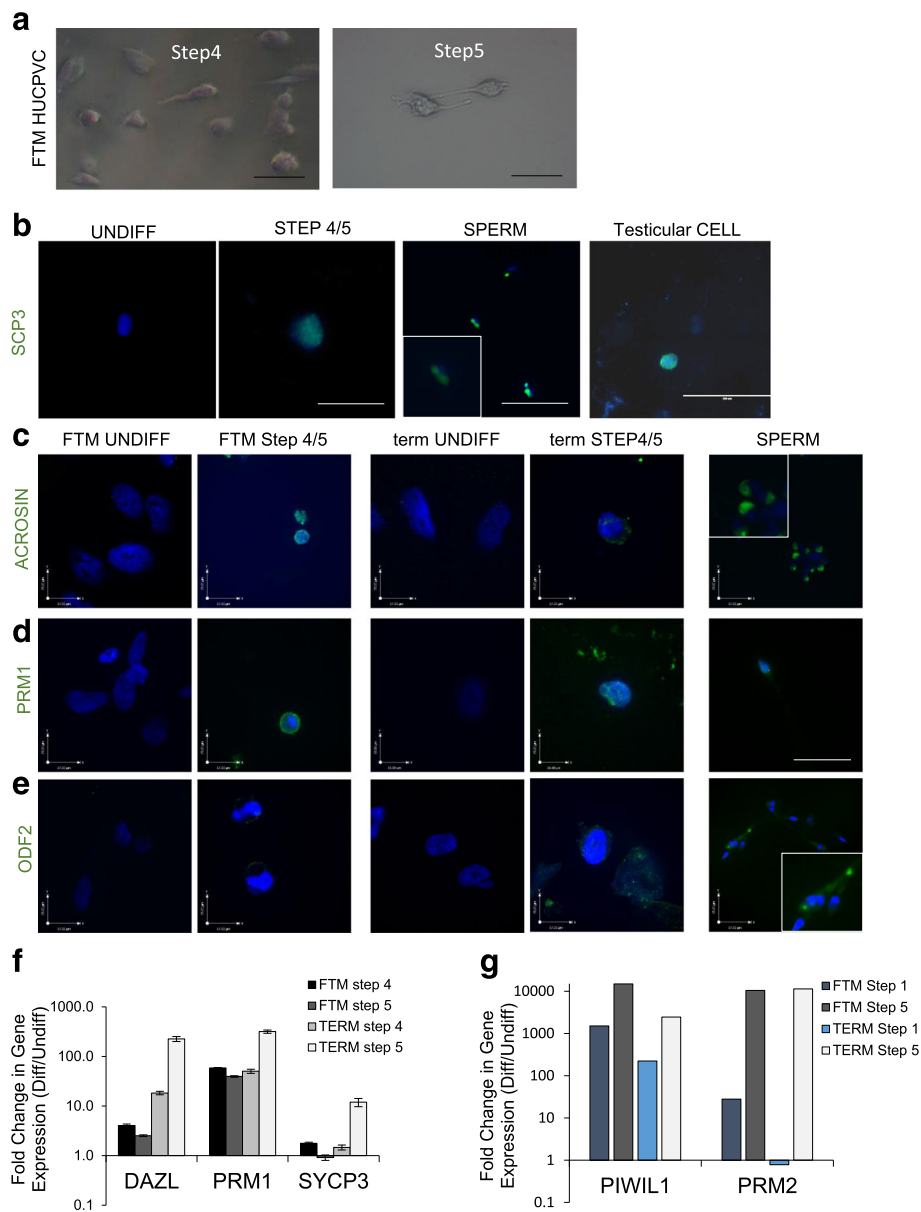 a
FTM HUCPVC
Step4
Step5
b
UNDIFF
STEP 4/5
SPERM
Testicular CELL
SCP3
c
FTM UNDIFF
FTM Step 4/5
term UNDIFF
term STEP4/5
SPERM
ACROSIN
d
PRM1
e
ODF2
f
Fold Change in Gene
Expression (Diff/Undiff)
1000.0
100.0
10.0
1.0
0.1
FTM step 4
FTM step 5
TERM step 4
TERM step 5
DAZL
PRM1
SYCP3
g
Fold Change in Gene
Expression (Diff/Undiff)
10000
1000
100
10
1
0.1
FTM Step 1
FTM Step 5
TERM Step 1
TERM Step 5
PIWIL1
PRM2